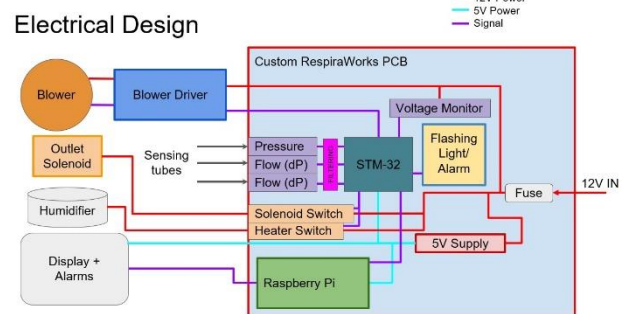 5V Power
Signal
Electrical Design
Custom RespiraWorks PCB
Blower
Blower Driver
Voltage Monitor
Outlet
Solenoid
Sensing
tubes
Pressure
Flow (dP)
Flow (dP)
FILTERING
STM-32
Flashing
Light/
Alarm
Humidifier
Solenoid Switch
Heater Switch
Fuse
12V IN
5V Supply
Display +
Alarms
Raspberry Pi